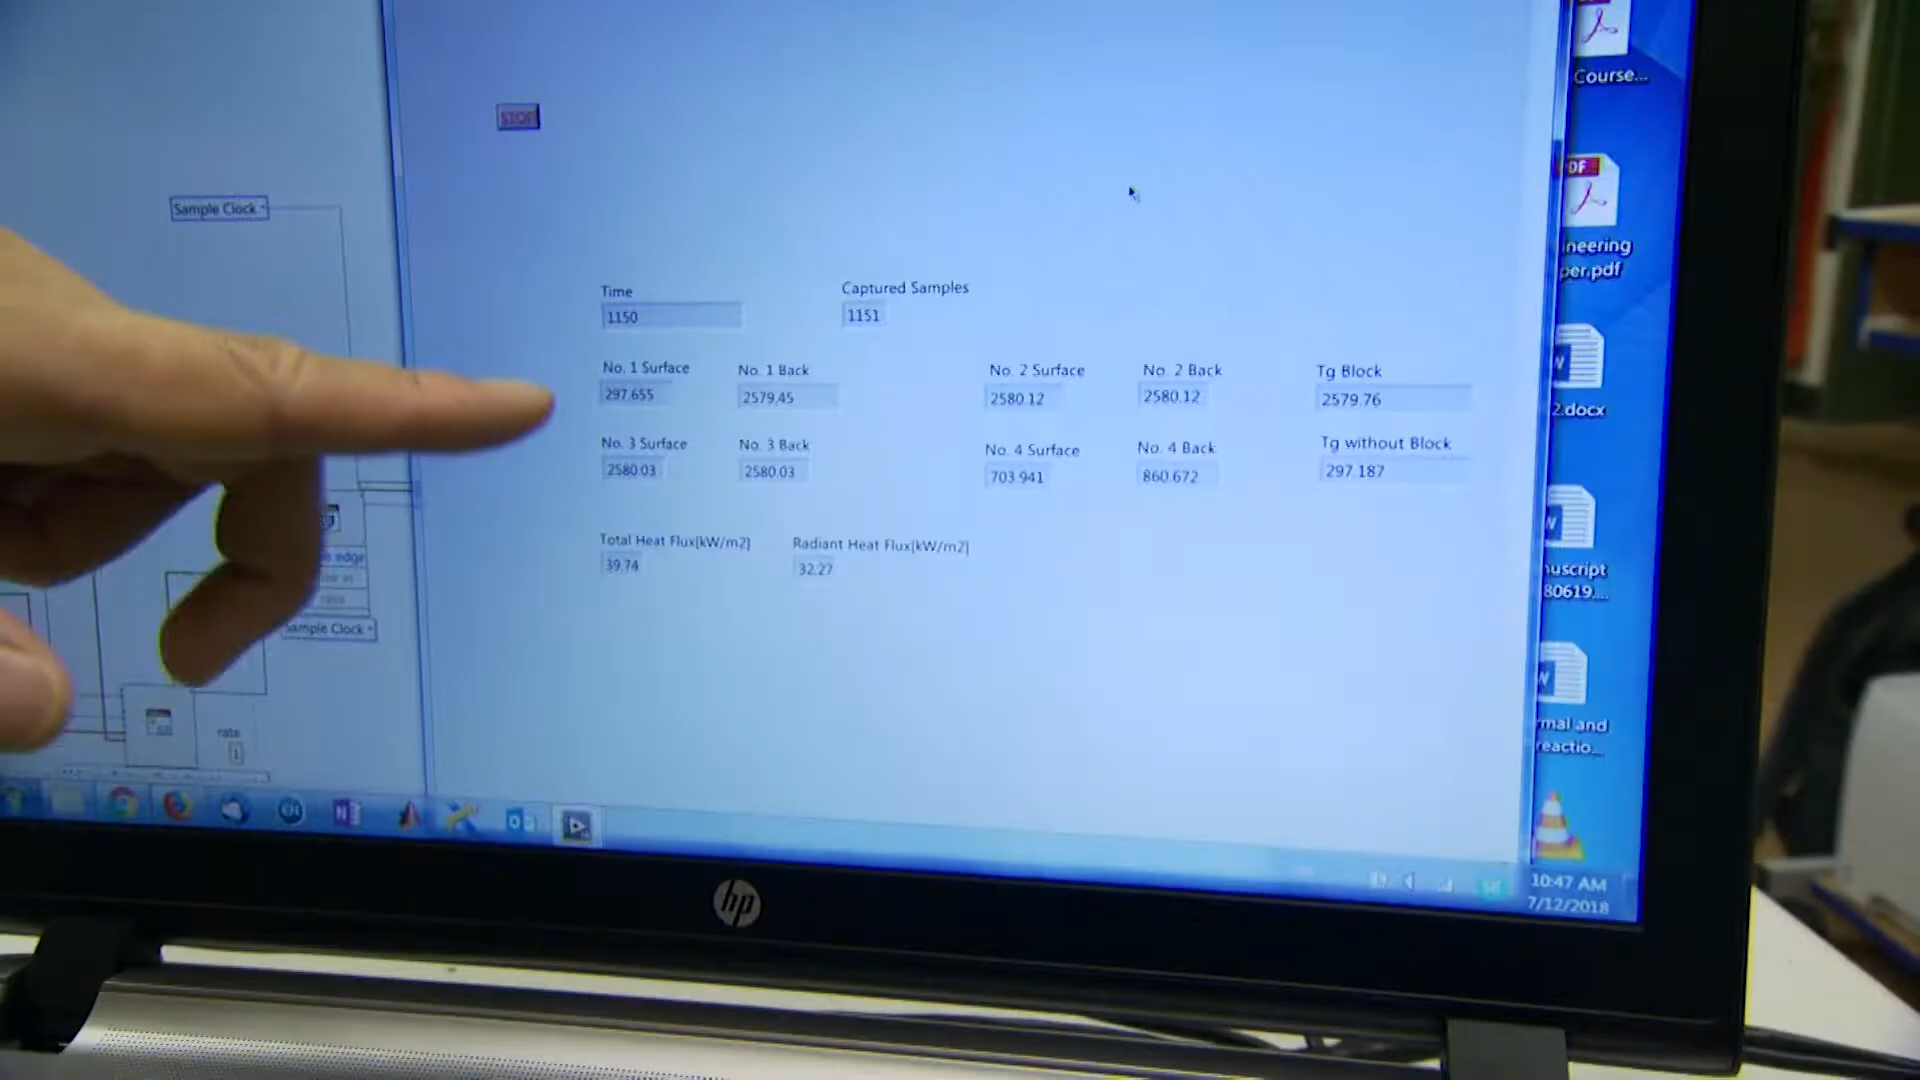 Course...
STOP
PDF
Sample Clock
ineering
per.pdf
Time
Captured Samples
1150
1151
No. 1 Surface
No. 1 Back
No. 2 Surface
No. 2 Back
Tg Block
297.655
2579.45
2580.12
2580.12
2579.76
2.docx
No. 3 Surface
No. 3 Back
No. 4 Surface
No. 4 Back
Tg without Block
2580.03
2580.03
703.941
860.672
297.187
Total Heat Flux[kW/m2]
Radiant Heat Flux[kW/m2]
39.74
32.27
edge
uscript
80619....
Sample Clock
rmal and
reactio...
rate
1
10:47 AM
7/12/2018
hp